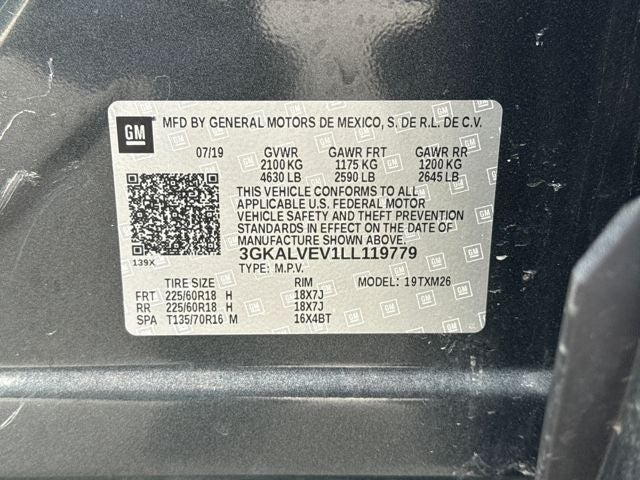 GM
MFD BY GENERAL MOTORS DE MEXICO, S. DE R.L. DE C.V.
07/19 GVWR GAWR FRT GAWR RR
2100 KG 1175 KG 1200 KG
4630 LB 2590 LB 2645 LB
THIS VEHICLE CONFORMS TO ALL
APPLICABLE U.S. FEDERAL MOTOR
VEHICLE SAFETY AND THEFT PREVENTION
STANDARDS IN EFFECT ON THE DATE OF
MANUFACTURE SHOWN ABOVE.
139X
3GKALVEV1LL119779
TYPE: M.P.V. MODEL: 19TXM26
TIRE SIZE RIM
FRT 225/60R18 H 18X7J
RR 225/60R18 H 18X7J
SPA T135/70R16 M 16X4BT